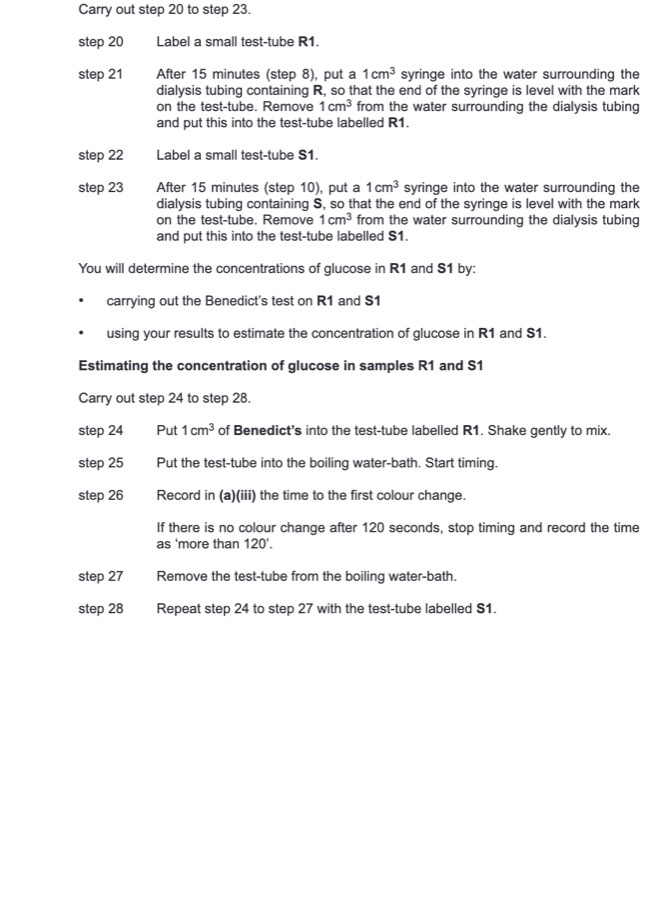 Carry out step 20 to step 23.
step 20 Label a small test-tube R1.
step 21 After 15 minutes (step 8), put a 1 cm³ syringe into the water surrounding the
dialysis tubing containing R, so that the end of the syringe is level with the mark
on the test-tube. Remove 1 cm³ from the water surrounding the dialysis tubing
and put this into the test-tube labelled R1.
step 22 Label a small test-tube S1.
step 23 After 15 minutes (step 10), put a 1 cm³ syringe into the water surrounding the
dialysis tubing containing S, so that the end of the syringe is level with the mark
on the test-tube. Remove 1 cm³ from the water surrounding the dialysis tubing
and put this into the test-tube labelled S1.
You will determine the concentrations of glucose in R1 and S1 by:
• carrying out the Benedict's test on R1 and S1
• using your results to estimate the concentration of glucose in R1 and S1.
Estimating the concentration of glucose in samples R1 and S1
Carry out step 24 to step 28.
step 24 Put 1 cm³ of Benedict's into the test-tube labelled R1. Shake gently to mix.
step 25 Put the test-tube into the boiling water-bath. Start timing.
step 26 Record in (a)(iii) the time to the first colour change.
If there is no colour change after 120 seconds, stop timing and record the time
as 'more than 120'.
step 27 Remove the test-tube from the boiling water-bath.
step 28 Repeat step 24 to step 27 with the test-tube labelled S1.